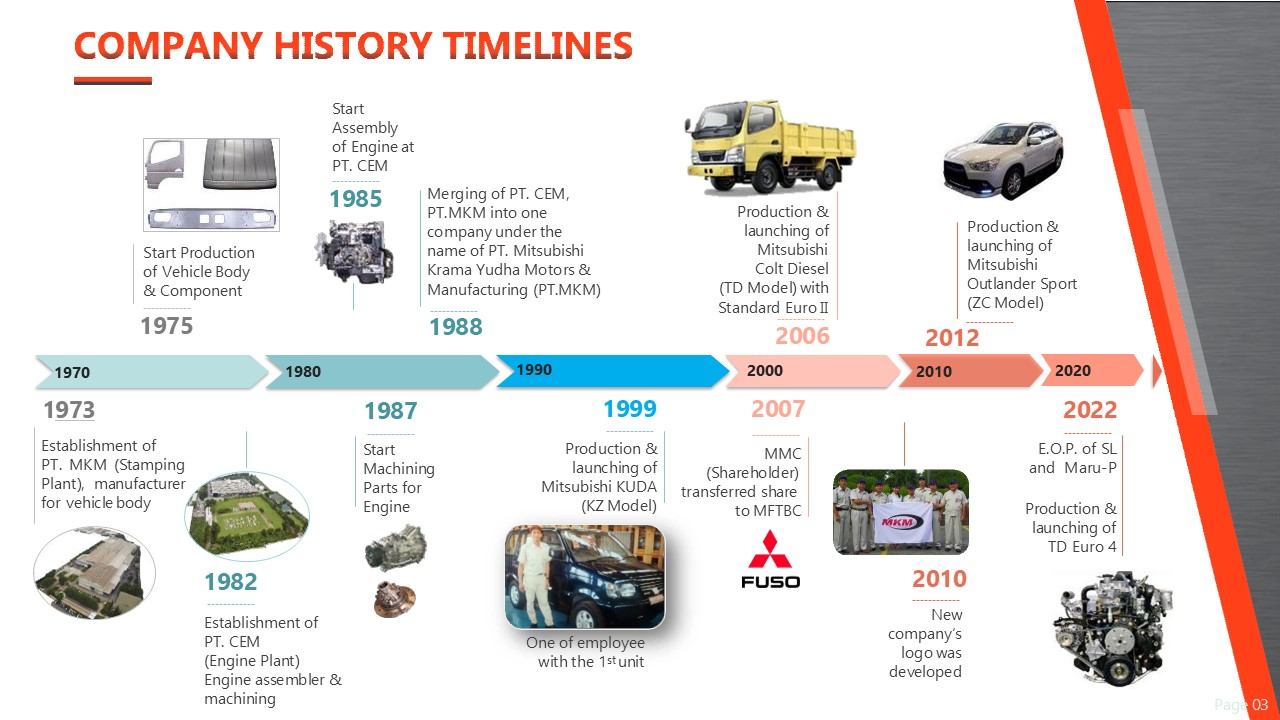 COMPANY HISTORY TIMELINES
Start
Assembly
of Engine at
PT. CEM
1985
Start Production
of Vehicle Body
& Component
1975
Merging of PT. CEM,
PT.MKM into one
company under the
name of PT. Mitsubishi
Krama Yudha Motors &
Manufacturing (PT.MKM)
1988
Production &
launching of
Mitsubishi
Colt Diesel
(TD Model) with
Standard Euro II
2006
Production &
launching of
Mitsubishi
Outlander Sport
(ZC Model)
2012
1970
1980
1990
2000
2010
2020
1973
Establishment of
PT. MKM (Stamping
Plant), manufacturer
for vehicle body
1982
Establishment of
PT. CEM
(Engine Plant)
Engine assembler &
machining
1987
Start
Machining
Parts for
Engine
1999
Production &
launching of
Mitsubishi KUDA
(KZ Model)
One of employee
with the 1st unit
2007
MMC
(Shareholder)
transferred share
to MFTBC
FUSO
MKM
2010
New
company's
logo was
developed
2022
E.O.P. of SL
and Maru-P
Production &
launching of
TD Euro 4
Page 03